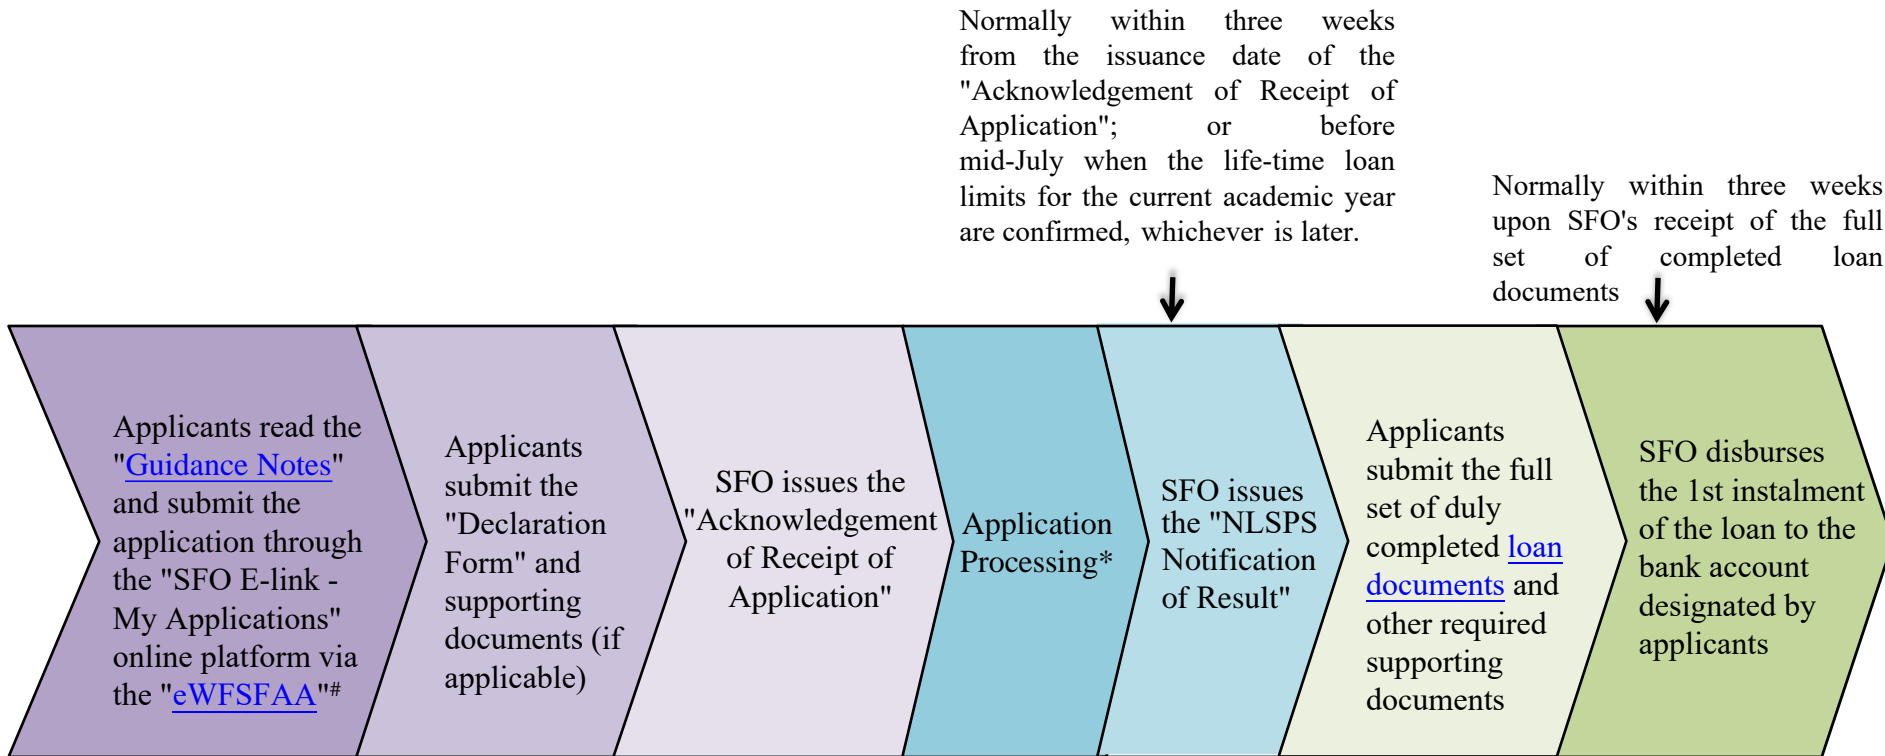 Normally within three weeks
from the issuance date of the
"Acknowledgement of Receipt of
Application"; or before
mid-July when the life-time loan
limits for the current academic year
are confirmed, whichever is later.
Normally within three weeks
upon SFO's receipt of the full
set of completed loan
documents
Applicants read the
"Guidance Notes"
and submit the
application through
the "SFO E-link -
My Applications"
online platform via
the "eWFSFAA"#
Applicants
submit the
"Declaration
Form" and
supporting
documents (if
applicable)
SFO issues the
"Acknowledgement
of Receipt of
Application"
Application
Processing*
SFO issues
the "NLSPS
Notification
of Result"
Applicants
submit the full
set of duly
completed loan
documents and
other required
supporting
documents
SFO disburses
the 1st instalment
of the loan to the
bank account
designated by
applicants